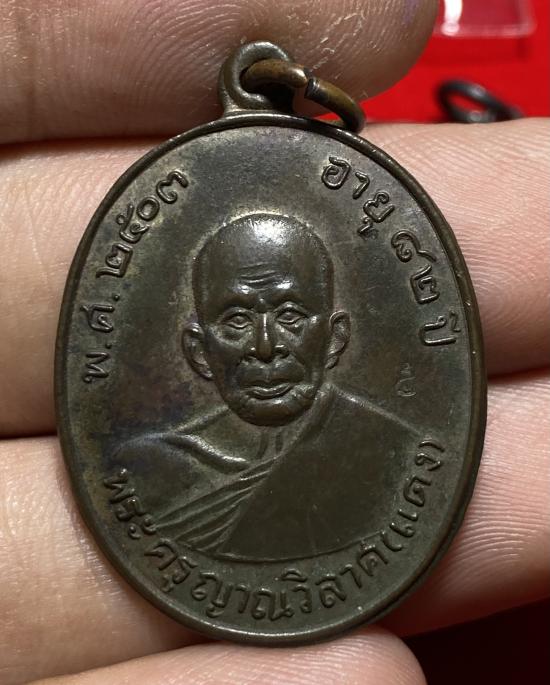 พ.ศ. ๒๕๐๓
อายุ ๘๒ ปี
พระครูญาณวิลาศ(แดง)